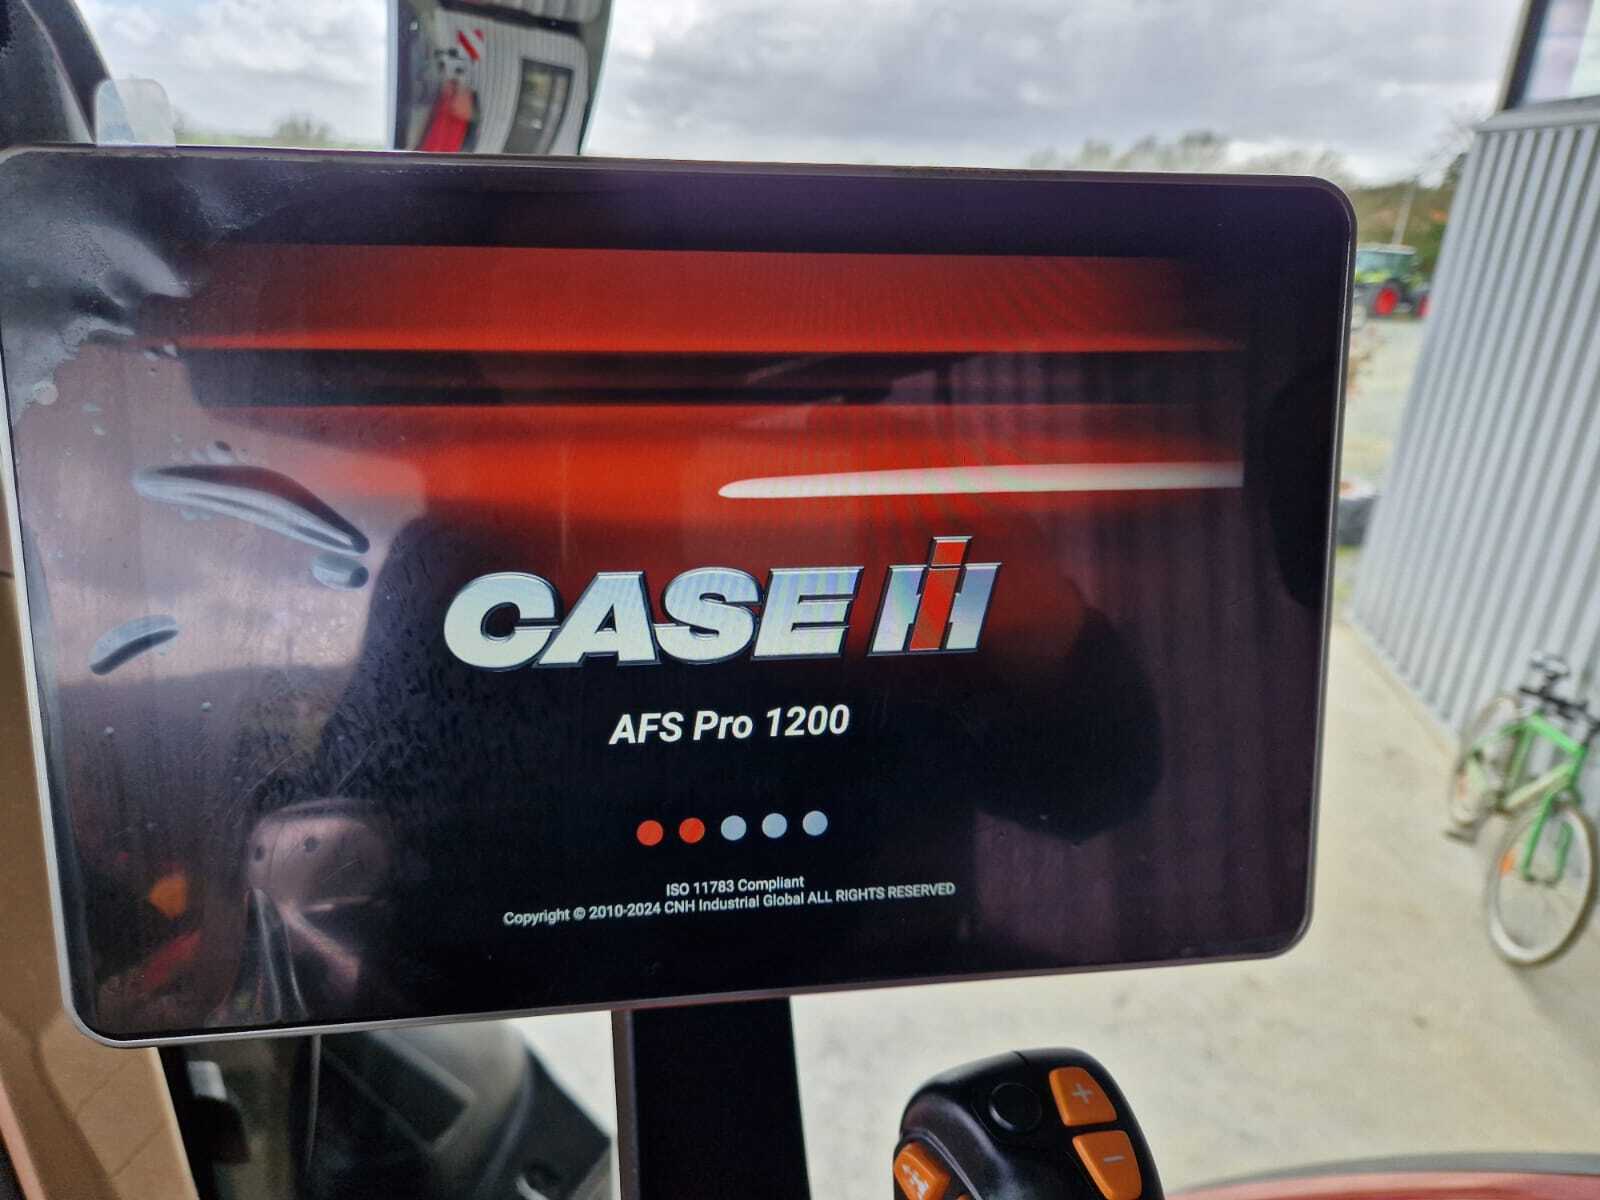 CASE IH
AFS Pro 1200
ISO 11783 Compliant
Copyright © 2010-2024 CNH Industrial Global ALL RIGHTS RESERVED
+
−